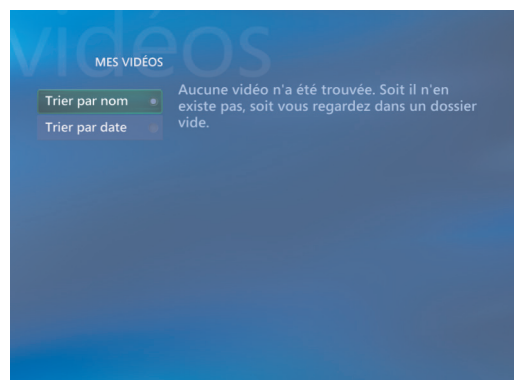 vidéos
MES VIDÉOS
Trier par nom
Trier par date
Aucune vidéo n'a été trouvée. Soit il n'en
existe pas, soit vous regardez dans un dossier
vide.